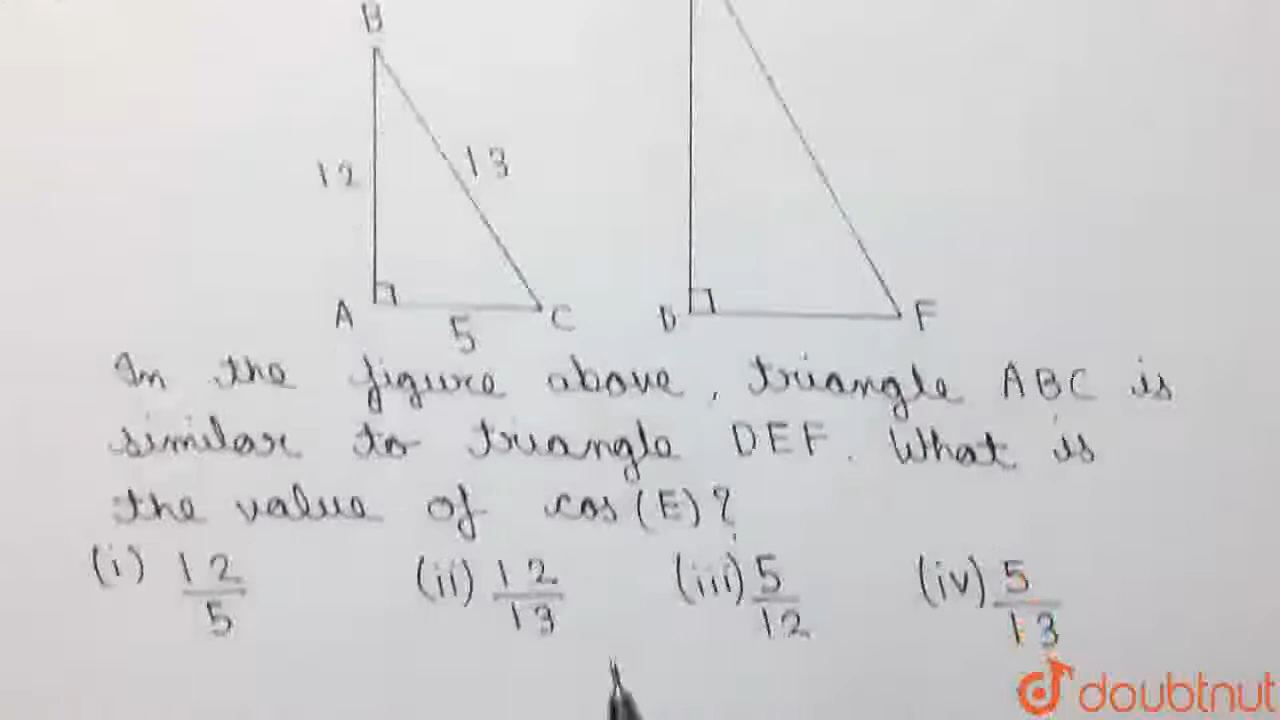 B
12
13
A
5
C
D
F
In the figure above, triangle ABC is
similar to triangle DEF. What is
the value of cos(E)?
(i) 12/5 (ii) 12/13 (iii) 5/12 (iv) 5/13
doubtnut